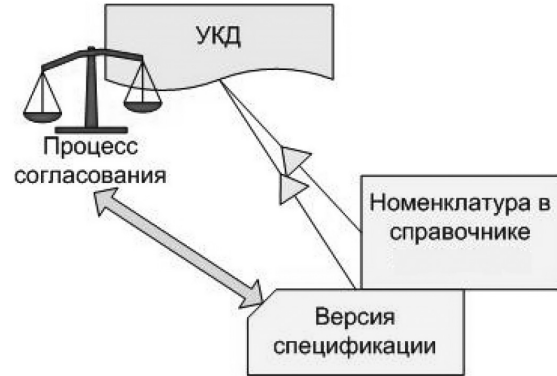 УКД
Процесс
согласования
Номенклатура в
справочнике
Версия
спецификации